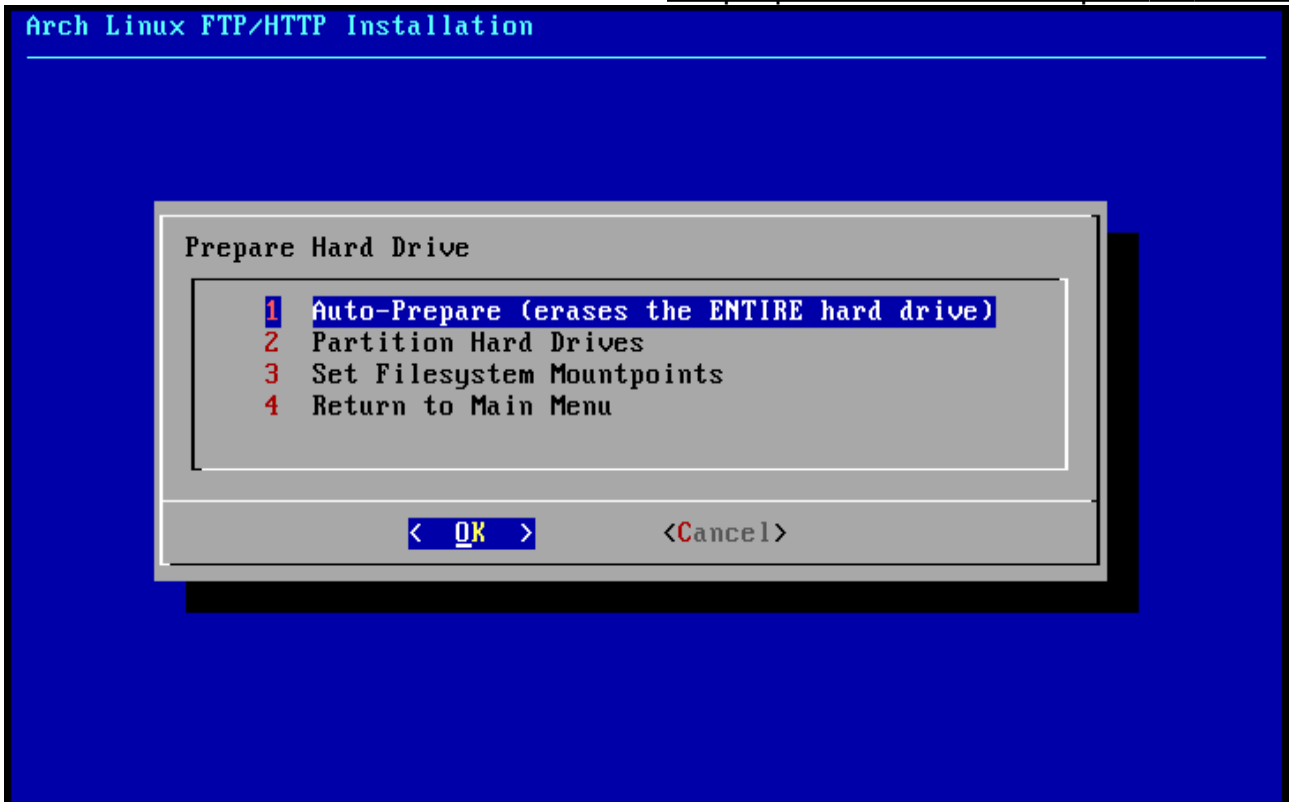 Arch Linux FTP/HTTP Installation
Prepare Hard Drive
1 Auto-Prepare (erases the ENTIRE hard drive)
2 Partition Hard Drives
3 Set Filesystem Mountpoints
4 Return to Main Menu
< OK > <Cancel>